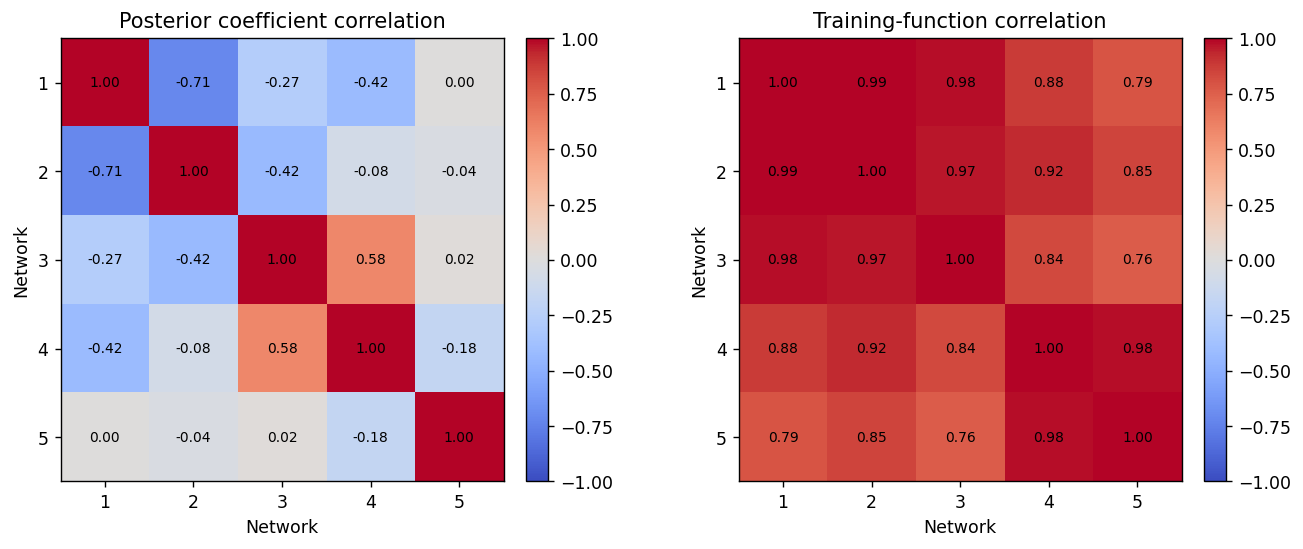 Posterior coefficient correlation
1 1.00 -0.71 -0.27 -0.42 0.00
2 -0.71 1.00 -0.42 -0.08 -0.04
3 -0.27 -0.42 1.00 0.58 0.02
4 -0.42 -0.08 0.58 1.00 -0.18
5 0.00 -0.04 0.02 -0.18 1.00
1 2 3 4 5
Network
Network
1.00
0.75
0.50
0.25
0.00
−0.25
−0.50
−0.75
−1.00
Training-function correlation
1 1.00 0.99 0.98 0.88 0.79
2 0.99 1.00 0.97 0.92 0.85
3 0.98 0.97 1.00 0.84 0.76
4 0.88 0.92 0.84 1.00 0.98
5 0.79 0.85 0.76 0.98 1.00
1 2 3 4 5
Network
Network
1.00
0.75
0.50
0.25
0.00
−0.25
−0.50
−0.75
−1.00